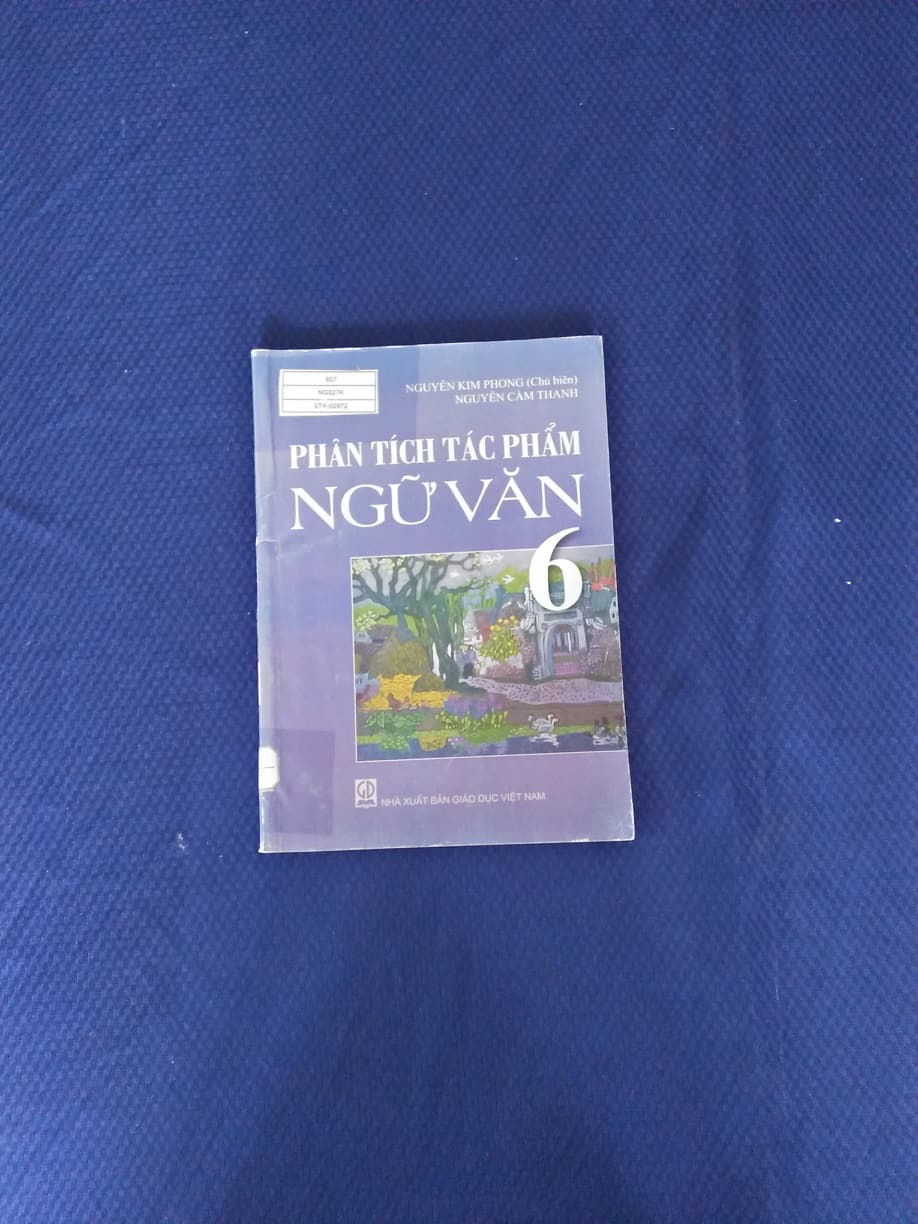 807
NG527K
STK-02972
NGUYỄN KIM PHONG (Chủ biên)
NGUYỄN CẨM THANH
PHÂN TÍCH TÁC PHẨM
NGỮ VĂN
6
GD
NHÀ XUẤT BẢN GIÁO DỤC VIỆT NAM